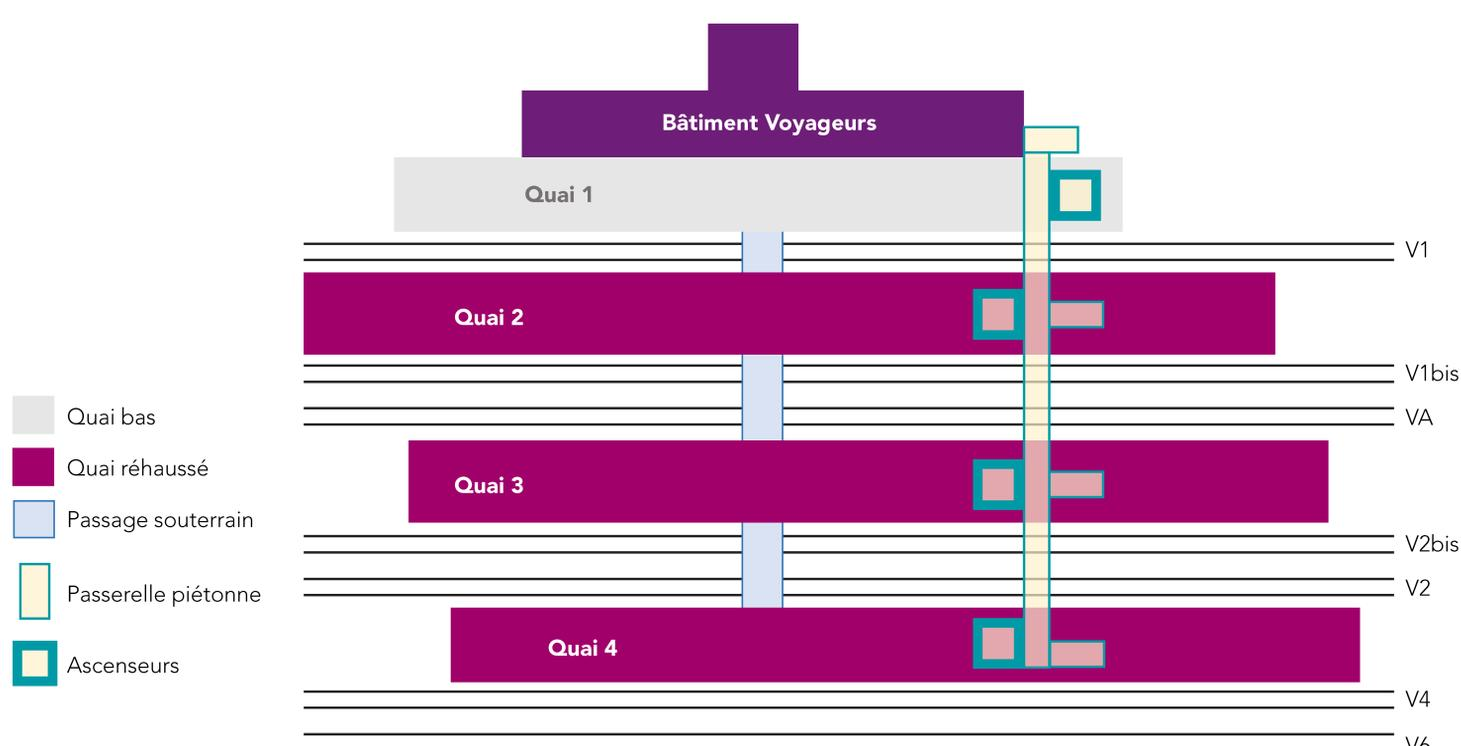 Bâtiment Voyageurs
Quai 1
V1
Quai 2
V1bis
VA
Quai bas
Quai réhaussé
Quai 3
Passage souterrain
V2bis
V2
Passerelle piétonne
Quai 4
Ascenseurs
V4
V6